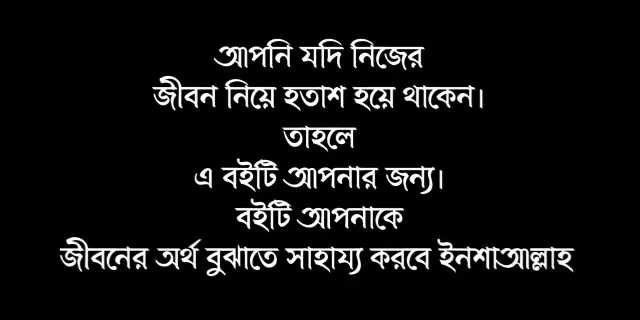 আপনি যদি নিজের
জীবন নিয়ে হতাশ হয়ে থাকেন।
তাহলে
এ বইটি আপনার জন্য।
বইটি আপনাকে
জীবনের অর্থ বুঝাতে সাহায্য করবে ইনশাআল্লাহ